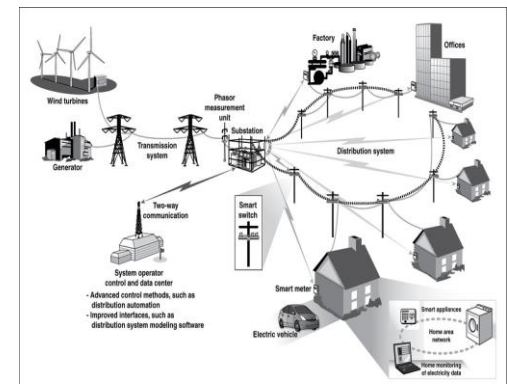 Factory
Offices
Wind turbines
Phasor
measurement
unit
Substation
Generator
Transmission
system
Distribution system
Two-way
communication
Smart
switch
System operator
control and data center
- Advanced control methods, such as
distribution automation
- Improved interfaces, such as
distribution system modeling software
Smart meter
Electric vehicle
Smart appliances
Home area
network
Home monitoring
of electricity data